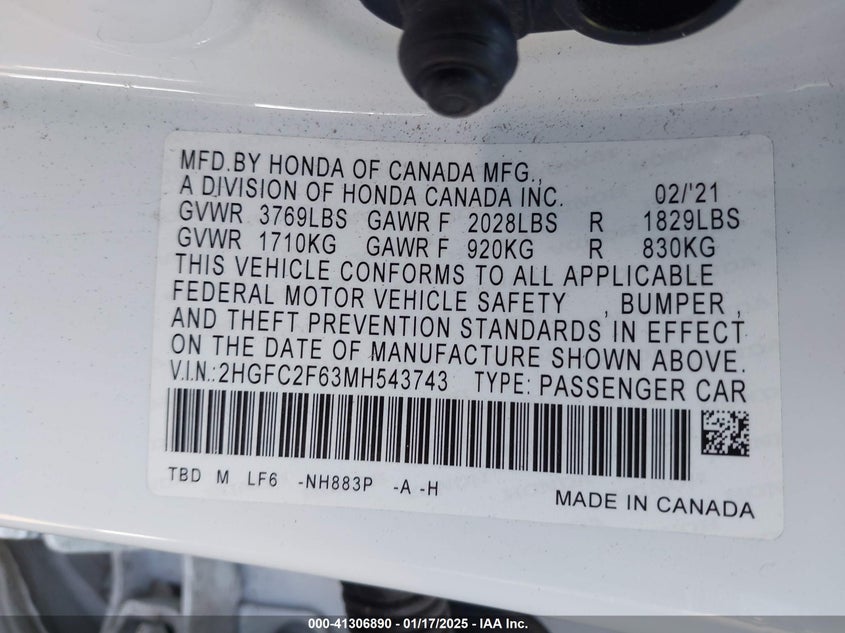 MFD.BY HONDA OF CANADA MFG.,
A DIVISION OF HONDA CANADA INC. 02/'21
GVWR 3769LBS GAWR F 2028LBS R 1829LBS
GVWR 1710KG GAWR F 920KG R 830KG
THIS VEHICLE CONFORMS TO ALL APPLICABLE
FEDERAL MOTOR VEHICLE SAFETY , BUMPER ,
AND THEFT PREVENTION STANDARDS IN EFFECT
ON THE DATE OF MANUFACTURE SHOWN ABOVE.
V.I.N.:2HGFC2F63MH543743 TYPE: PASSENGER CAR
TBD M LF6 -NH883P -A -H
MADE IN CANADA
000-41306890 - 01/17/2025 - IAA Inc.